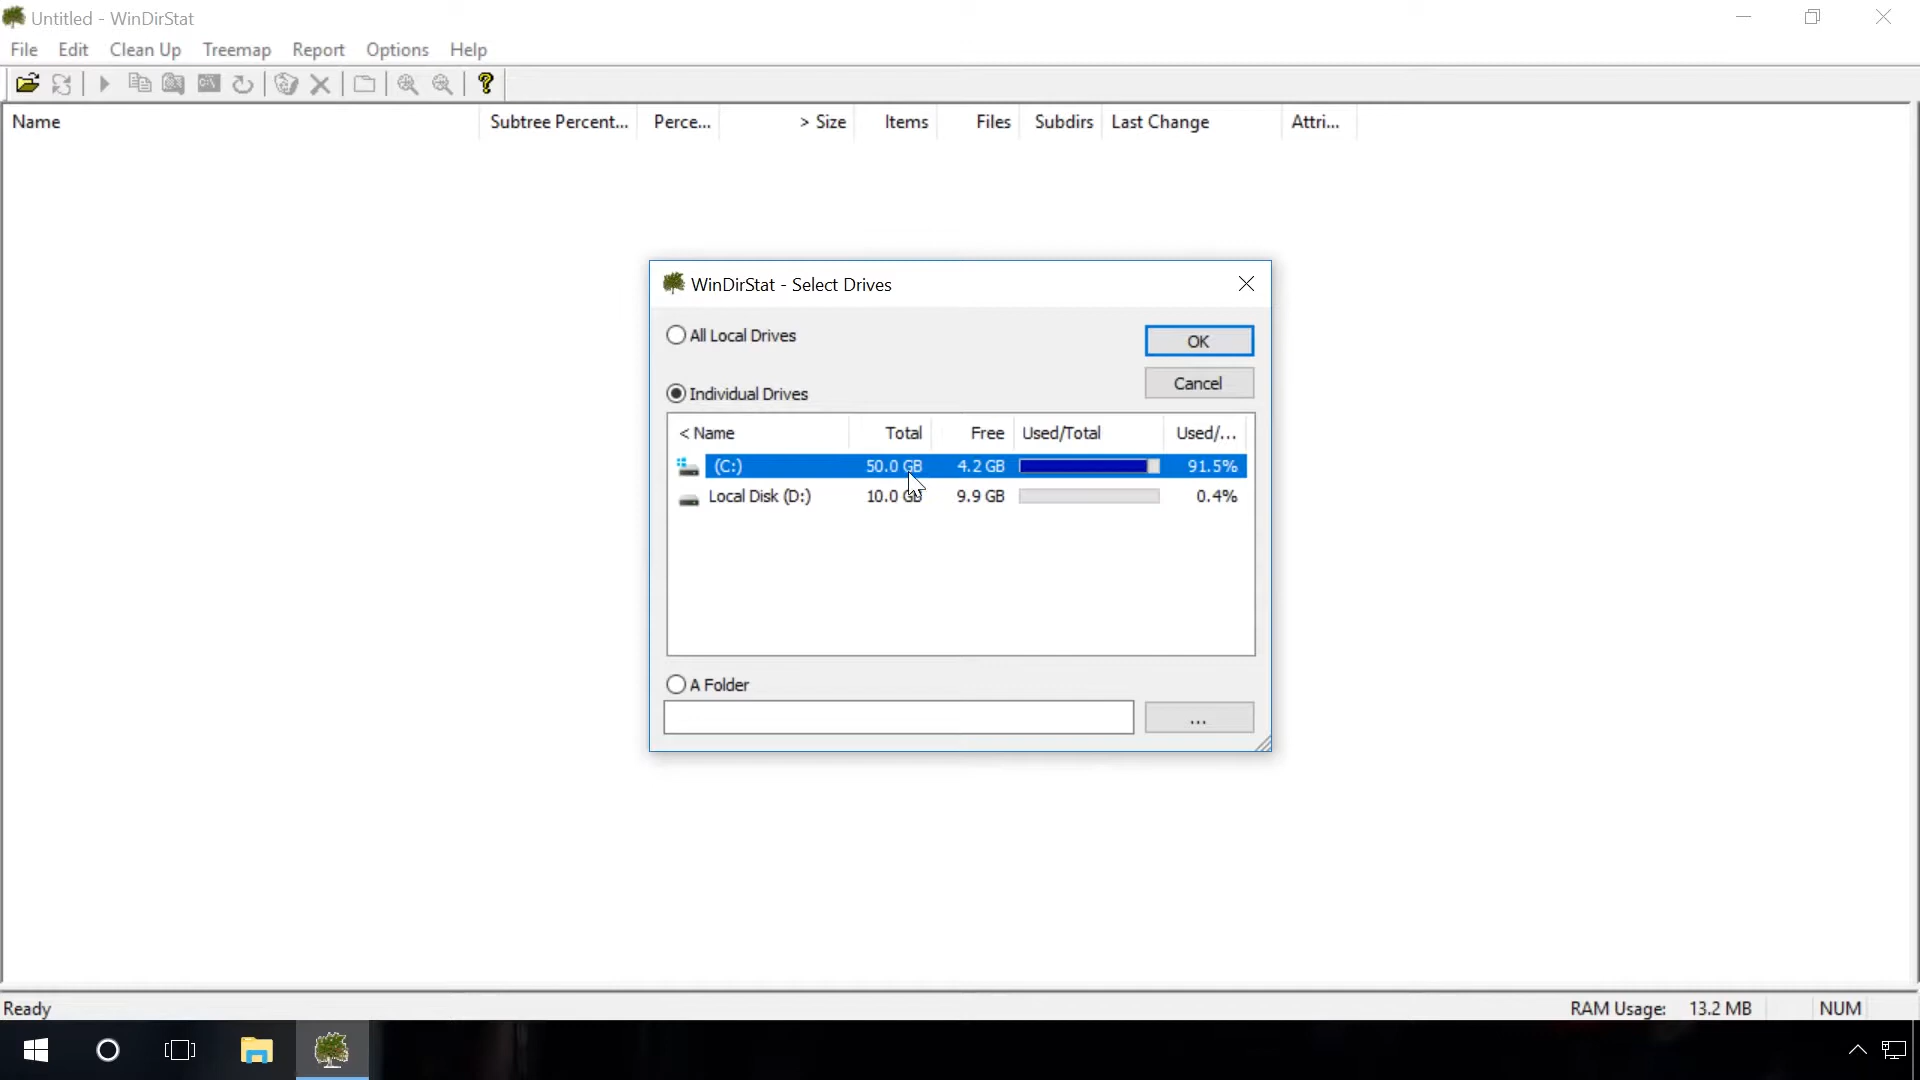 Untitled - WinDirStat
File Edit Clean Up Treemap Report Options Help
Name Subtree Percent... Perce... > Size Items Files Subdirs Last Change Attri...
WinDirStat - Select Drives
All Local Drives
OK
Cancel
Individual Drives
< Name Total Free Used/Total Used/...
(C:) 50.0 GB 4.2 GB 91.5%
Local Disk (D:) 10.0 GB 9.9 GB 0.4%
A Folder
...
Ready RAM Usage: 13.2 MB NUM